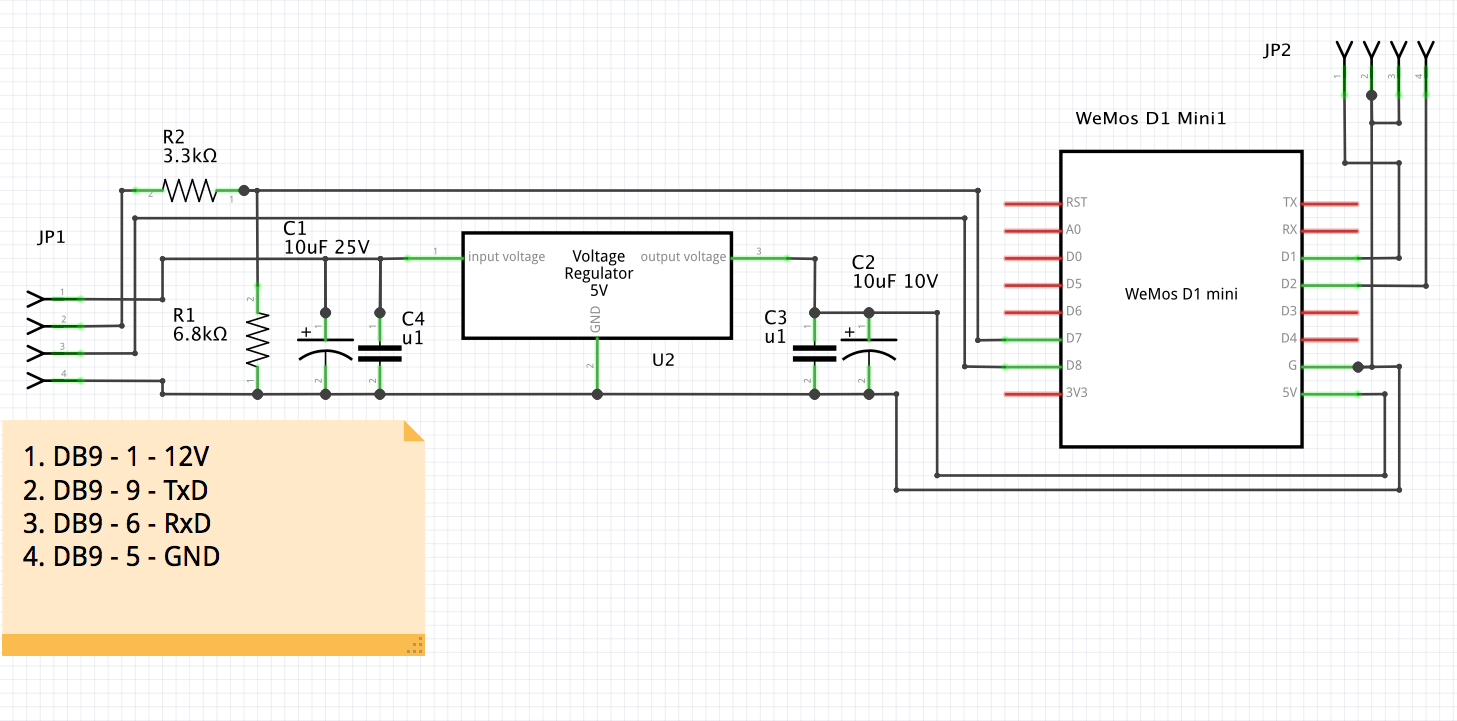 JP2
1
2
3
4
WeMos D1 Mini1
R2
3.3kΩ
2
1
JP1
1
2
3
4
C1
10uF 25V
1
input voltage
Voltage
Regulator
5V
output voltage
3
GND
2
U2
R1
6.8kΩ
2
1
+
1
2
C4
u1
1
2
C3
u1
1
2
C2
10uF 10V
+
1
2
RST
A0
D0
D5
D6
D7
D8
3V3
WeMos D1 mini
TX
RX
D1
D2
D3
D4
G
5V
1. DB9 - 1 - 12V
2. DB9 - 9 - TxD
3. DB9 - 6 - RxD
4. DB9 - 5 - GND